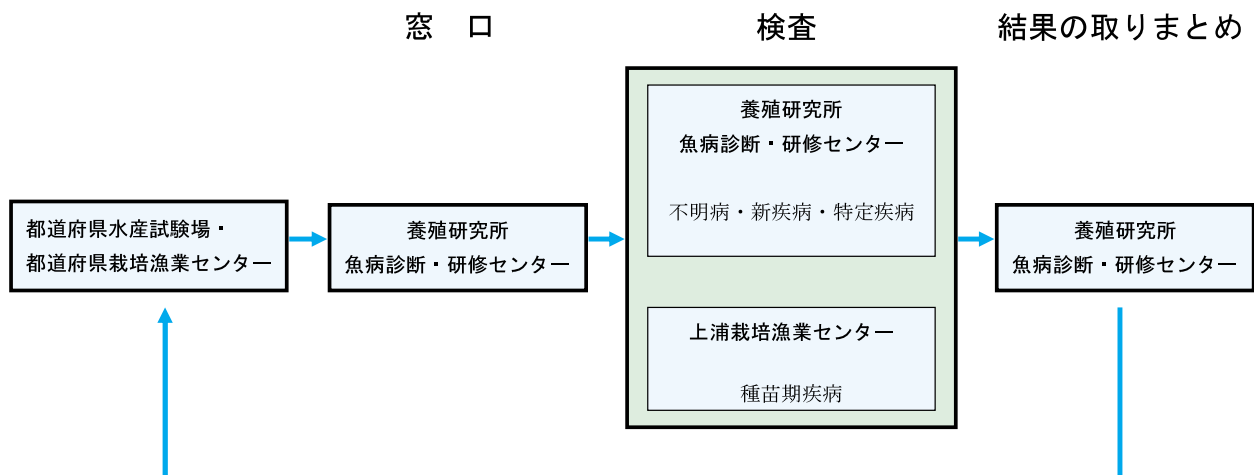 窓　口
検査
結果の取りまとめ
都道府県水産試験場・
都道府県栽培漁業センター
養殖研究所
魚病診断・研修センター
養殖研究所
魚病診断・研修センター
不明病・新疾病・特定疾病
上浦栽培漁業センター
種苗期疾病
養殖研究所
魚病診断・研修センター